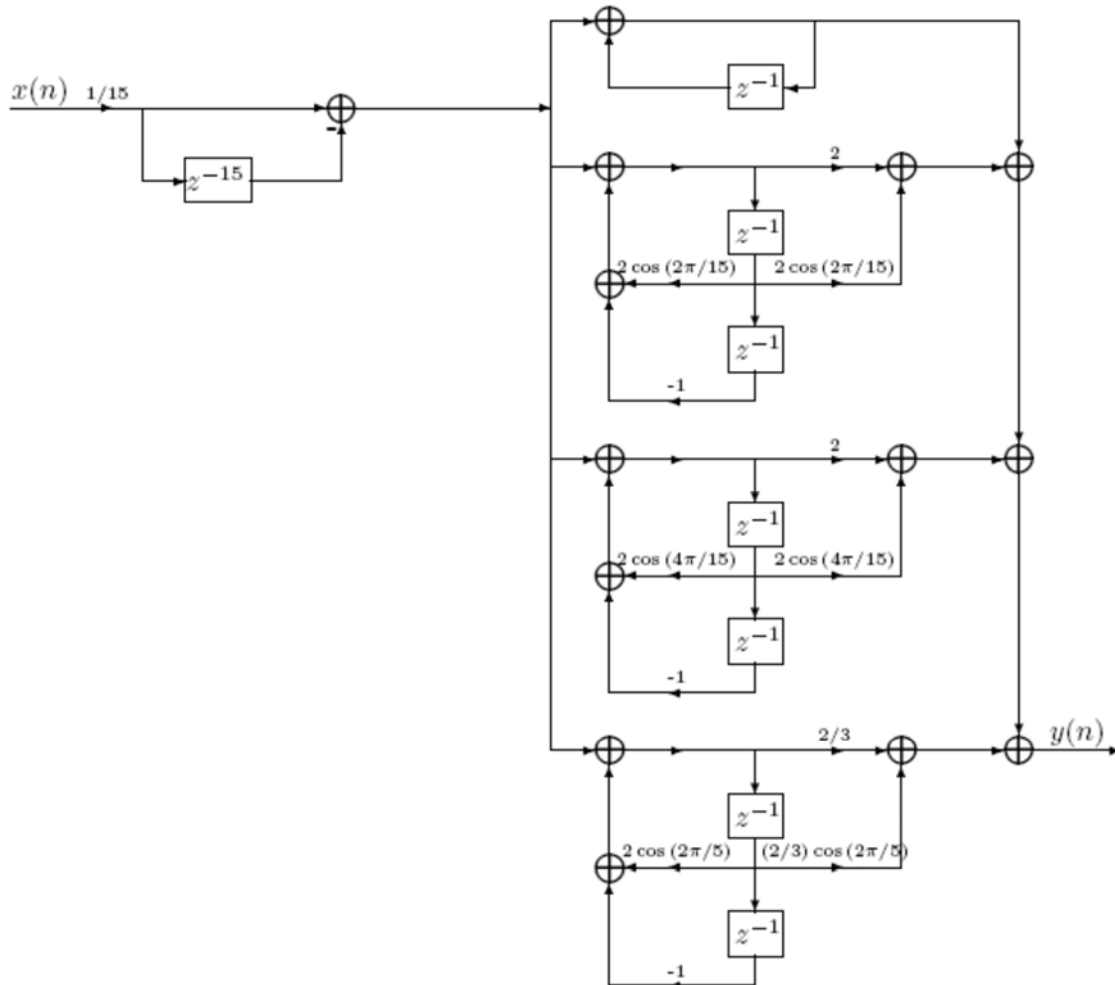 z⁻¹
x(n) 1/15
-
z⁻¹⁵
2
z⁻¹
2 cos (2π/15) 2 cos (2π/15)
z⁻¹
-1
2
z⁻¹
2 cos (4π/15) 2 cos (4π/15)
z⁻¹
-1
2/3 y(n)
z⁻¹
2 cos (2π/5) (2/3) cos (2π/5)
z⁻¹
-1